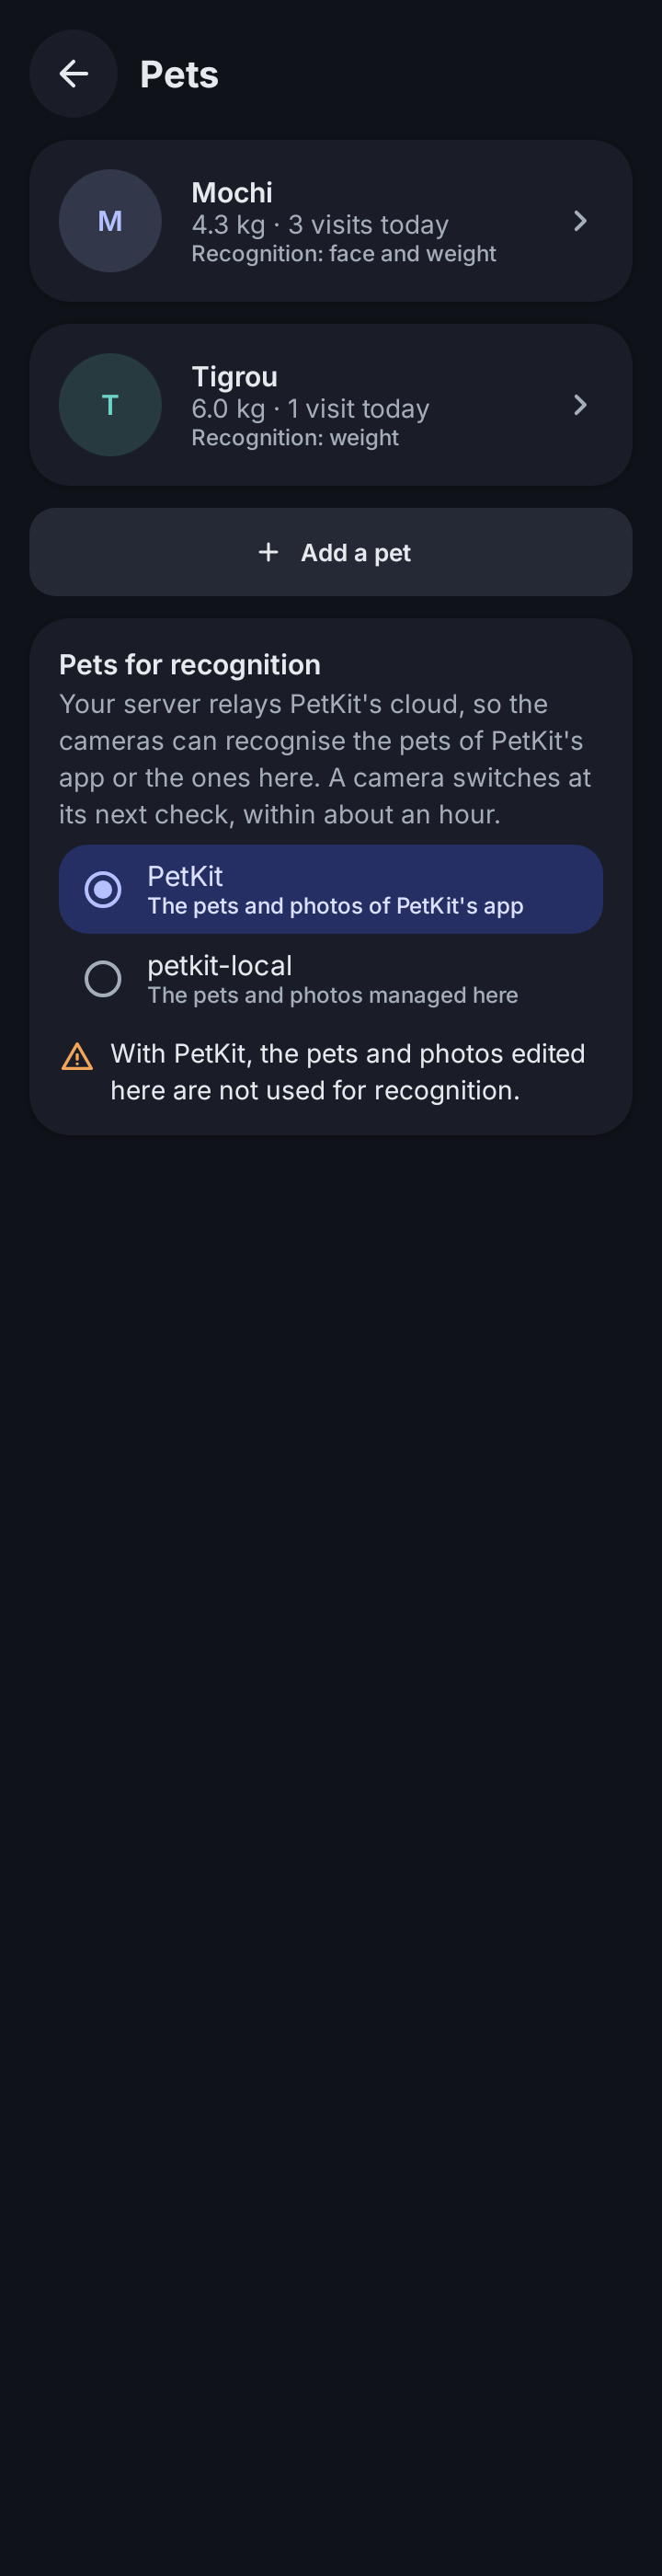 Pets
M
Mochi
4.3 kg · 3 visits today
Recognition: face and weight
T
Tigrou
6.0 kg · 1 visit today
Recognition: weight
+ Add a pet
Pets for recognition
Your server relays PetKit's cloud, so the
cameras can recognise the pets of PetKit's
app or the ones here. A camera switches at
its next check, within about an hour.
PetKit
The pets and photos of PetKit's app
petkit-local
The pets and photos managed here
With PetKit, the pets and photos edited
here are not used for recognition.